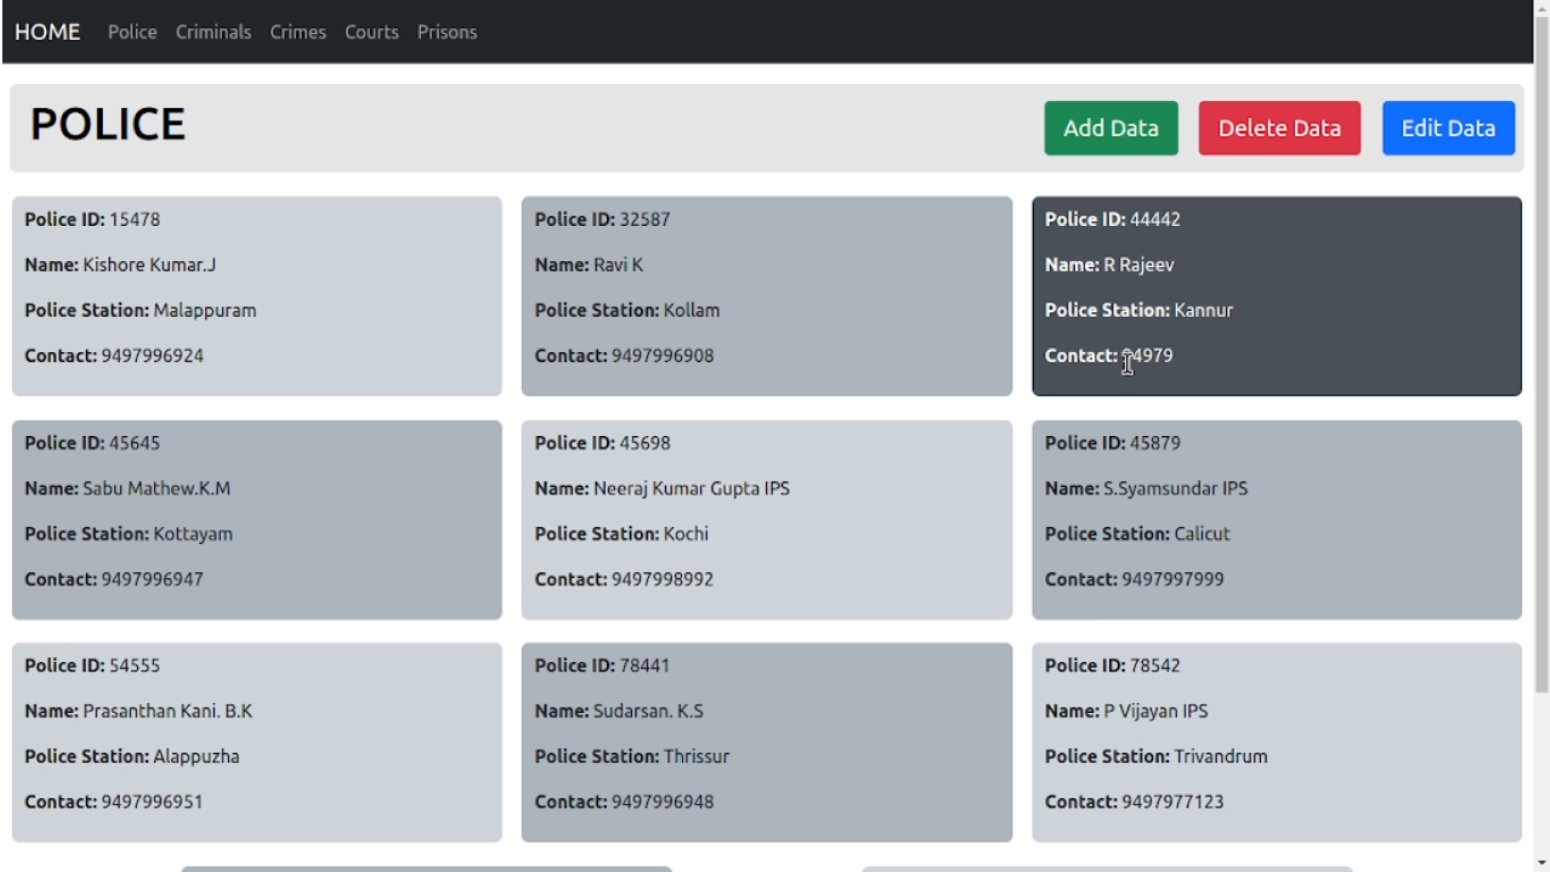 HOME Police Criminals Crimes Courts Prisons
POLICE
Add Data Delete Data Edit Data
Police ID: 15478
Name: Kishore Kumar.J
Police Station: Malappuram
Contact: 9497996924
Police ID: 32587
Name: Ravi K
Police Station: Kollam
Contact: 9497996908
Police ID: 44442
Name: R Rajeev
Police Station: Kannur
Contact:
Police ID: 45645
Name: Sabu Mathew.K.M
Police Station: Kottayam
Contact: 9497996947
Police ID: 45698
Name: Neeraj Kumar Gupta IPS
Police Station: Kochi
Contact: 9497998992
Police ID: 45879
Name: S.Syamsundar IPS
Police Station: Calicut
Contact: 9497997999
Police ID: 54555
Name: Prasanthan Kani. B.K
Police Station: Alappuzha
Contact: 9497996951
Police ID: 78441
Name: Sudarsan. K.S
Police Station: Thrissur
Contact: 9497996948
Police ID: 78542
Name: P Vijayan IPS
Police Station: Trivandrum
Contact: 9497977123